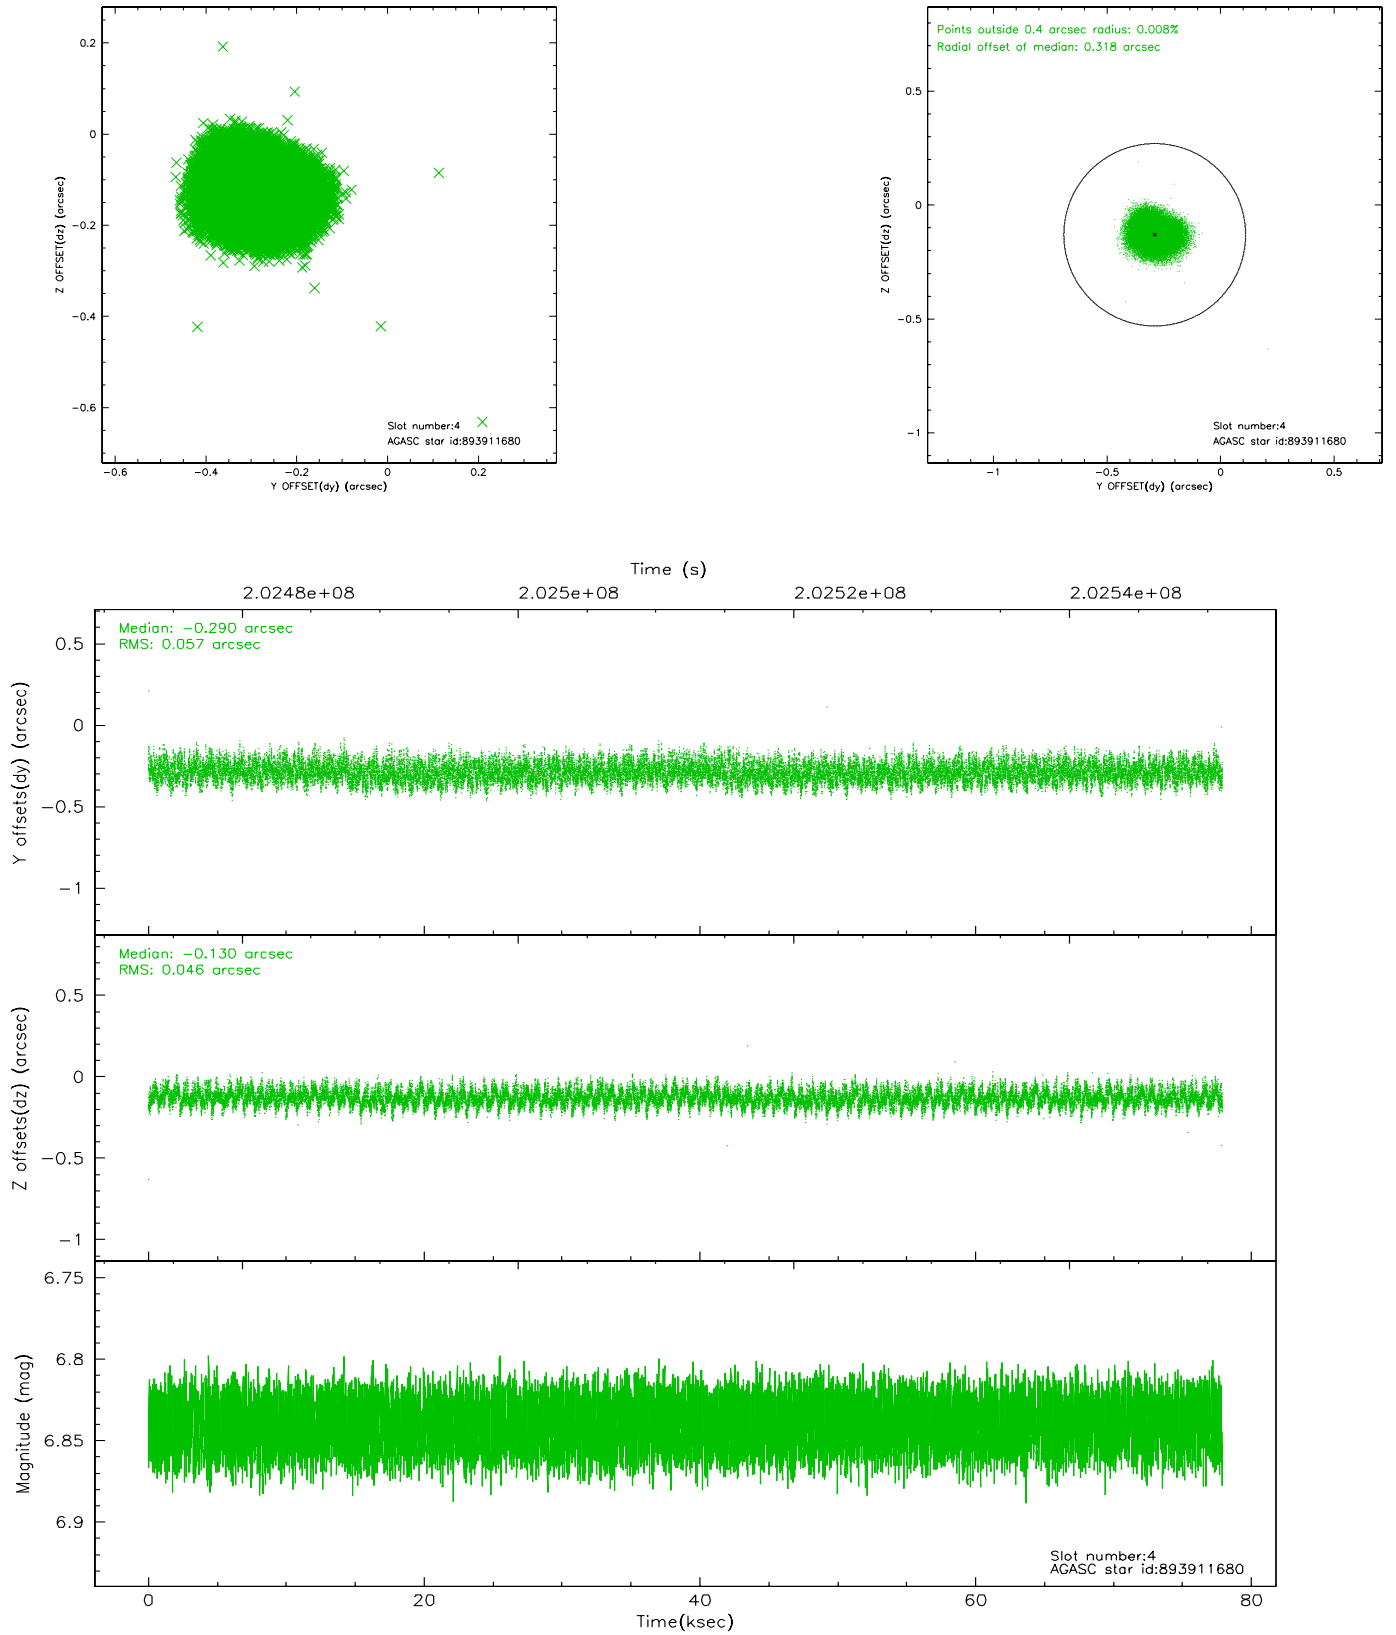 0.2
0
−0.2
−0.4
−0.6
Z OFFSET(dz) (arcsec)
Slot number:4
AGASC star id:893911680
−0.6 −0.4 −0.2 0 0.2
Y OFFSET(dy) (arcsec)
Points outside 0.4 arcsec radius: 0.008%
Radial offset of median: 0.318 arcsec
0.5
0
−0.5
−1
Z OFFSET(dz) (arcsec)
Slot number:4
AGASC star id:893911680
−1 −0.5 0 0.5
Y OFFSET(dy) (arcsec)
Time (s)
2.0248e+08 2.025e+08 2.0252e+08 2.0254e+08
Median: −0.290 arcsec
RMS: 0.057 arcsec
0.5
0
−0.5
−1
Y offsets(dy) (arcsec)
Median: −0.130 arcsec
RMS: 0.046 arcsec
0.5
0
−0.5
−1
Z offsets(dz) (arcsec)
6.75
6.8
6.85
6.9
Magnitude (mag)
Slot number:4
AGASC star id:893911680
0 20 40 60 80
Time(ksec)